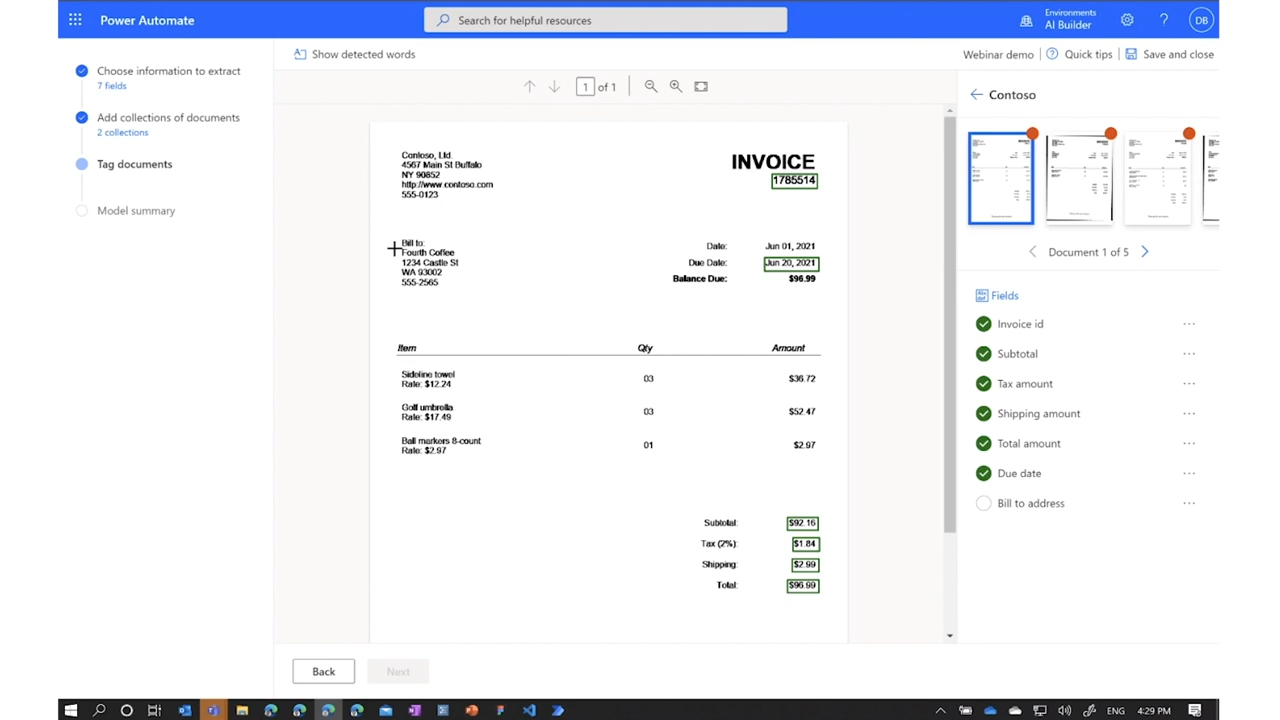 Power Automate
Search for helpful resources
Environments
AI Builder
?
DB
Choose information to extract
7 fields
Add collections of documents
2 collections
Tag documents
Model summary
Show detected words
Webinar demo
Quick tips
Save and close
1 of 1
Contoso, Ltd.
4567 Main St Buffalo
NY 90852
http://www.contoso.com
555-0123
INVOICE
1785514
Bill to:
Fourth Coffee
1234 Castle St
WA 93002
555-2565
Date: Jun 01, 2021
Due Date: Jun 20, 2021
Balance Due: $96.99
Item Qty Amount
Sideline towel
Rate: $12.24
03 $36.72
Golf umbrella
Rate: $17.49
03 $52.47
Ball markers 8-count
Rate: $2.97
01 $2.97
Subtotal: $92.16
Tax (2%): $1.84
Shipping: $2.99
Total: $96.99
Contoso
Document 1 of 5
Fields
Invoice id
Subtotal
Tax amount
Shipping amount
Total amount
Due date
Bill to address
Back
Next
ENG
4:29 PM